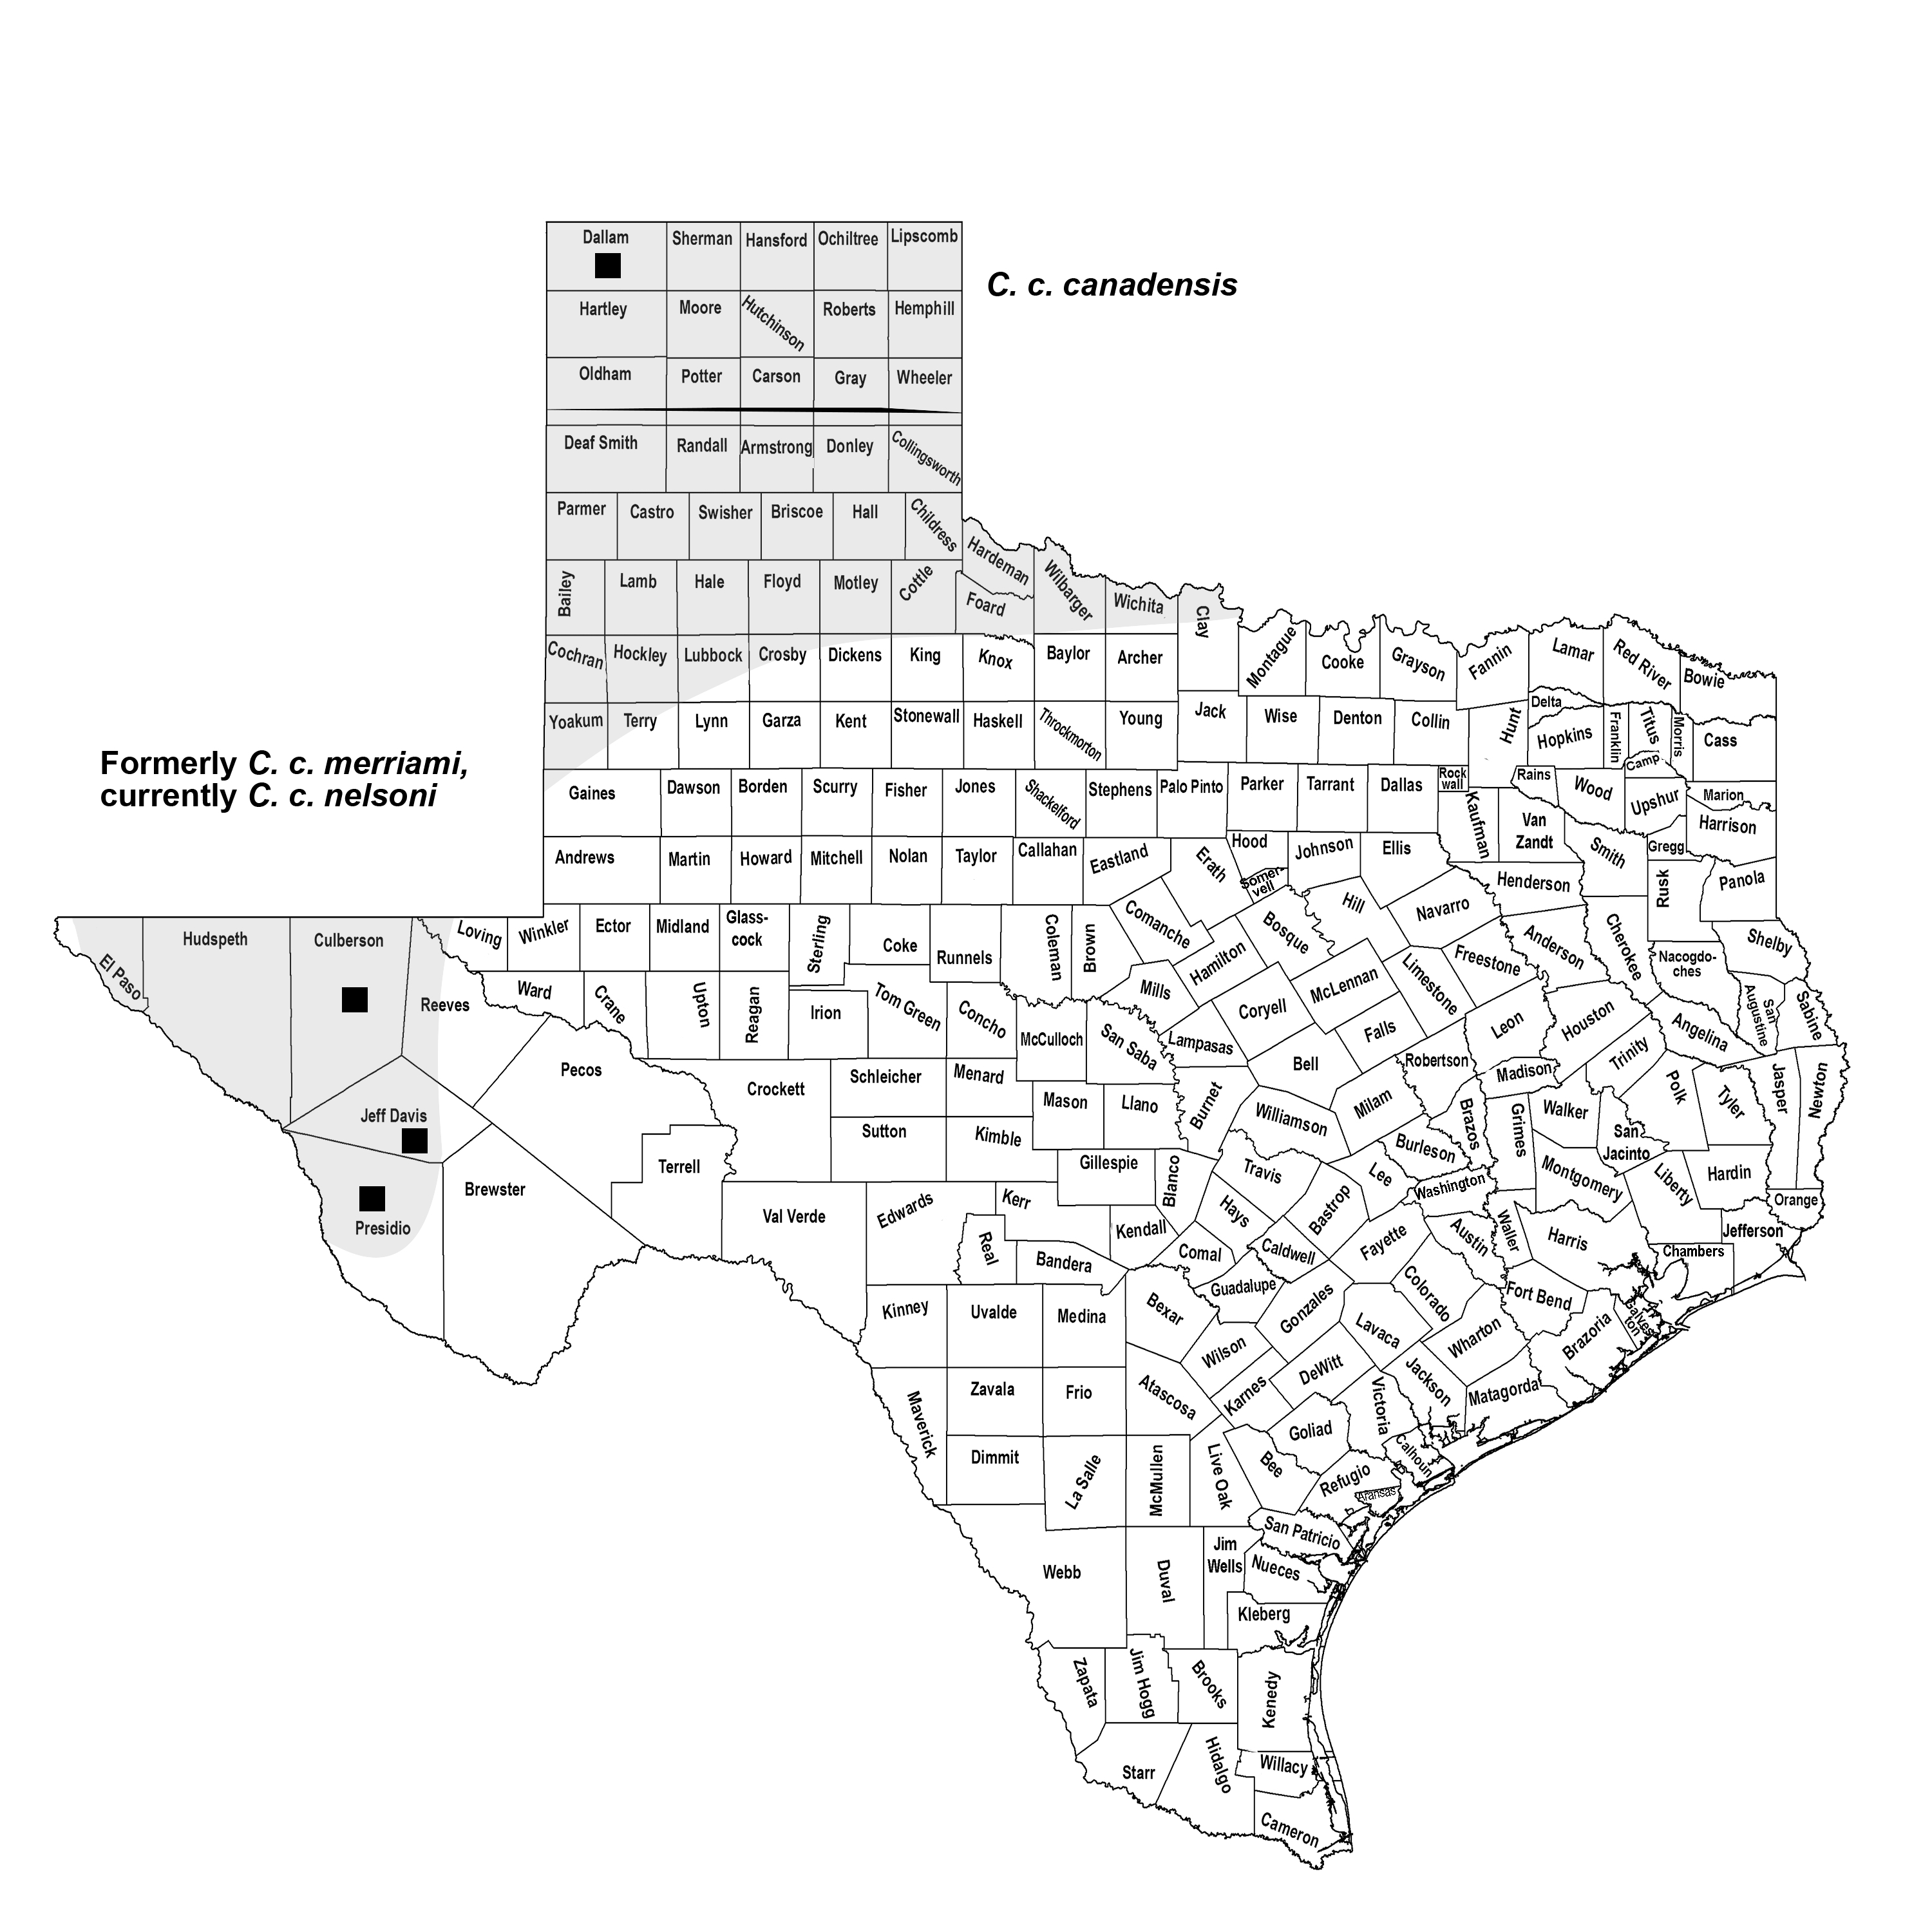 Dallam Sherman Hansford Ochiltree Lipscomb
C. c. canadensis
Hartley Moore Hutchinson Roberts Hemphill
Oldham Potter Carson Gray Wheeler
Deaf Smith Randall Armstrong Donley Collingsworth
Parmer Castro Swisher Briscoe Hall Childress
Hardeman
Bailey Lamb Hale Floyd Motley Cottle Foard Wilbarger Wichita Clay
Cochran Hockley Lubbock Crosby Dickens King Knox Baylor Archer Montague Cooke Grayson Fannin Lamar Red River Bowie
Yoakum Terry Lynn Garza Kent Stonewall Haskell Throckmorton Young Jack Wise Denton Collin Hunt Delta Hopkins Franklin Titus Morris Cass
Formerly C. c. merriami,
currently C. c. nelsoni
Gaines Dawson Borden Scurry Fisher Jones Shackelford Stephens Palo Pinto Parker Tarrant Dallas
Rock
wall
Kaufman Rains Wood Camp. Upshur Marion
Harrison
Van
Zandt
Andrews Martin Howard Mitchell Nolan Taylor Callahan Eastland Erath Hood Johnson Ellis Smith Gregg
Somer-
vell
Henderson Rusk Panola
El Paso Hudspeth Culberson Reeves Loving Winkler Ector Midland
Glass-
cock
Sterling Coke Runnels Coleman Brown Comanche Hamilton Bosque Hill Navarro Freestone Anderson Cherokee
Nacogdo-
ches
Shelby
Ward Crane Upton Reagan Irion Tom Green Concho McCulloch San Saba Mills Lampasas Coryell McLennan Limestone Falls Leon Houston Angelina
San
Augustine
Sabine
Jeff Davis Pecos Crockett Schleicher Menard Mason Llano Burnet Bell Milam Robertson Madison Trinity Polk Tyler Jasper Newton
Sutton Kimble Williamson Brazos Grimes Walker
San
Jacinto
Presidio Brewster Terrell Val Verde Edwards Kerr Gillespie Blanco Travis Lee Burleson Washington Montgomery Liberty Hardin Orange
Real Bandera Kendall Hays Comal Caldwell Bastrop Fayette Austin Waller Harris Chambers Jefferson
Kinney Uvalde Medina Bexar Guadalupe Gonzales Lavaca Colorado Wharton Fort Bend Brazoria
Galves-
ton
Maverick Zavala Frio Atascosa Wilson Karnes DeWitt Victoria Jackson Matagorda
Dimmit La Salle McMullen Live Oak Bee Goliad Refugio Calhoun
Aransas
San Patricio
Webb Duval
Jim
Wells
Nueces
Kleberg
Zapata Jim Hogg Brooks Kenedy
Starr Hidalgo Willacy
Cameron